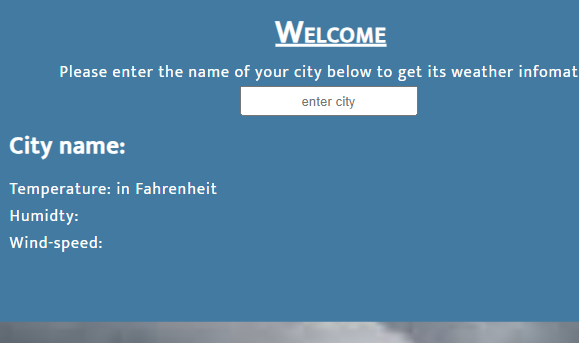 Welcome
Please enter the name of your city below to get its weather infomat
enter city
City name:
Temperature: in Fahrenheit
Humidty:
Wind-speed: